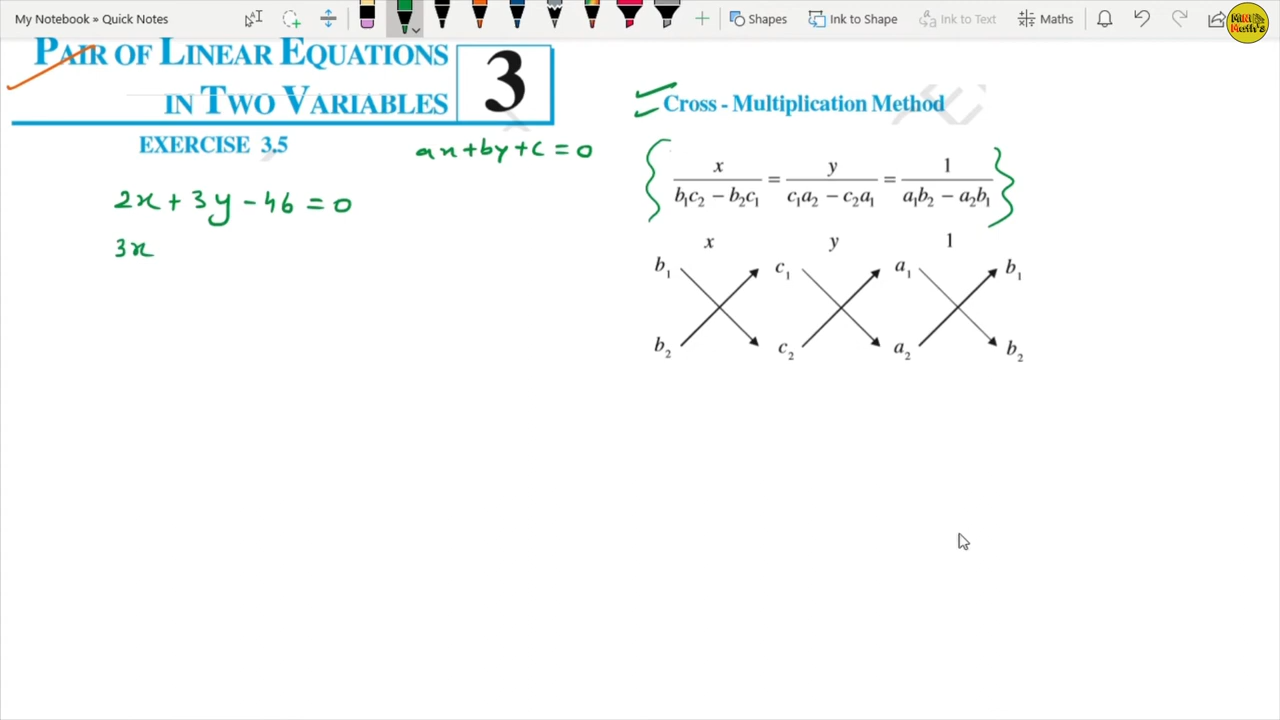 My Notebook » Quick Notes
Shapes
Ink to Shape
Ink to Text
Maths
Mini Math's
PAIR OF LINEAR EQUATIONS
IN TWO VARIABLES
3
EXERCISE 3.5
ax+by+c=0
2x+3y-46=0
3x
Cross - Multiplication Method
x/(b₁c₂ − b₂c₁) = y/(c₁a₂ − c₂a₁) = 1/(a₁b₂ − a₂b₁)
x y 1
b₁ c₁ a₁ b₁
b₂ c₂ a₂ b₂